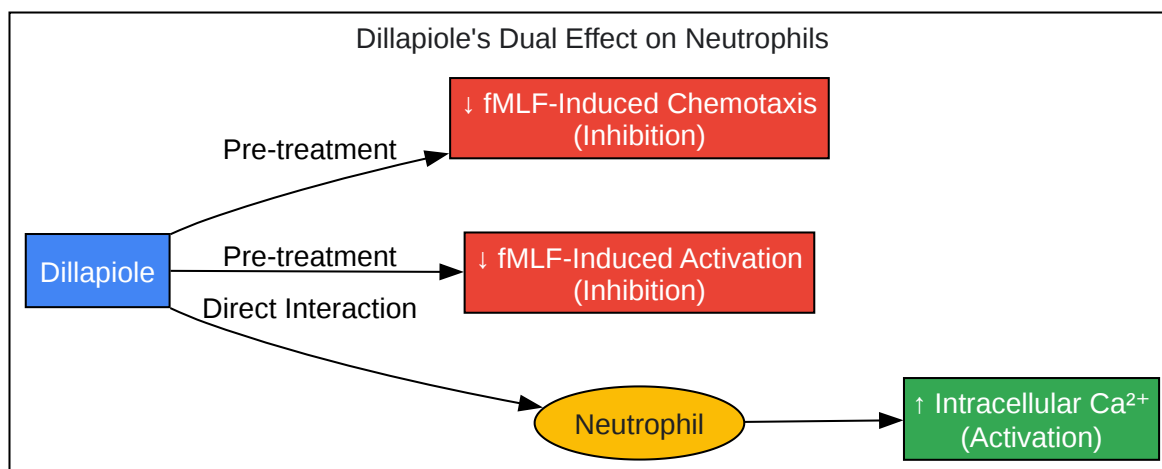 Dillapiole's Dual Effect on Neutrophils
↓ fMLF-Induced Chemotaxis
(Inhibition)
Pre-treatment
Dillapiole
Pre-treatment
↓ fMLF-Induced Activation
(Inhibition)
Direct Interaction
Neutrophil
↑ Intracellular Ca²⁺
(Activation)